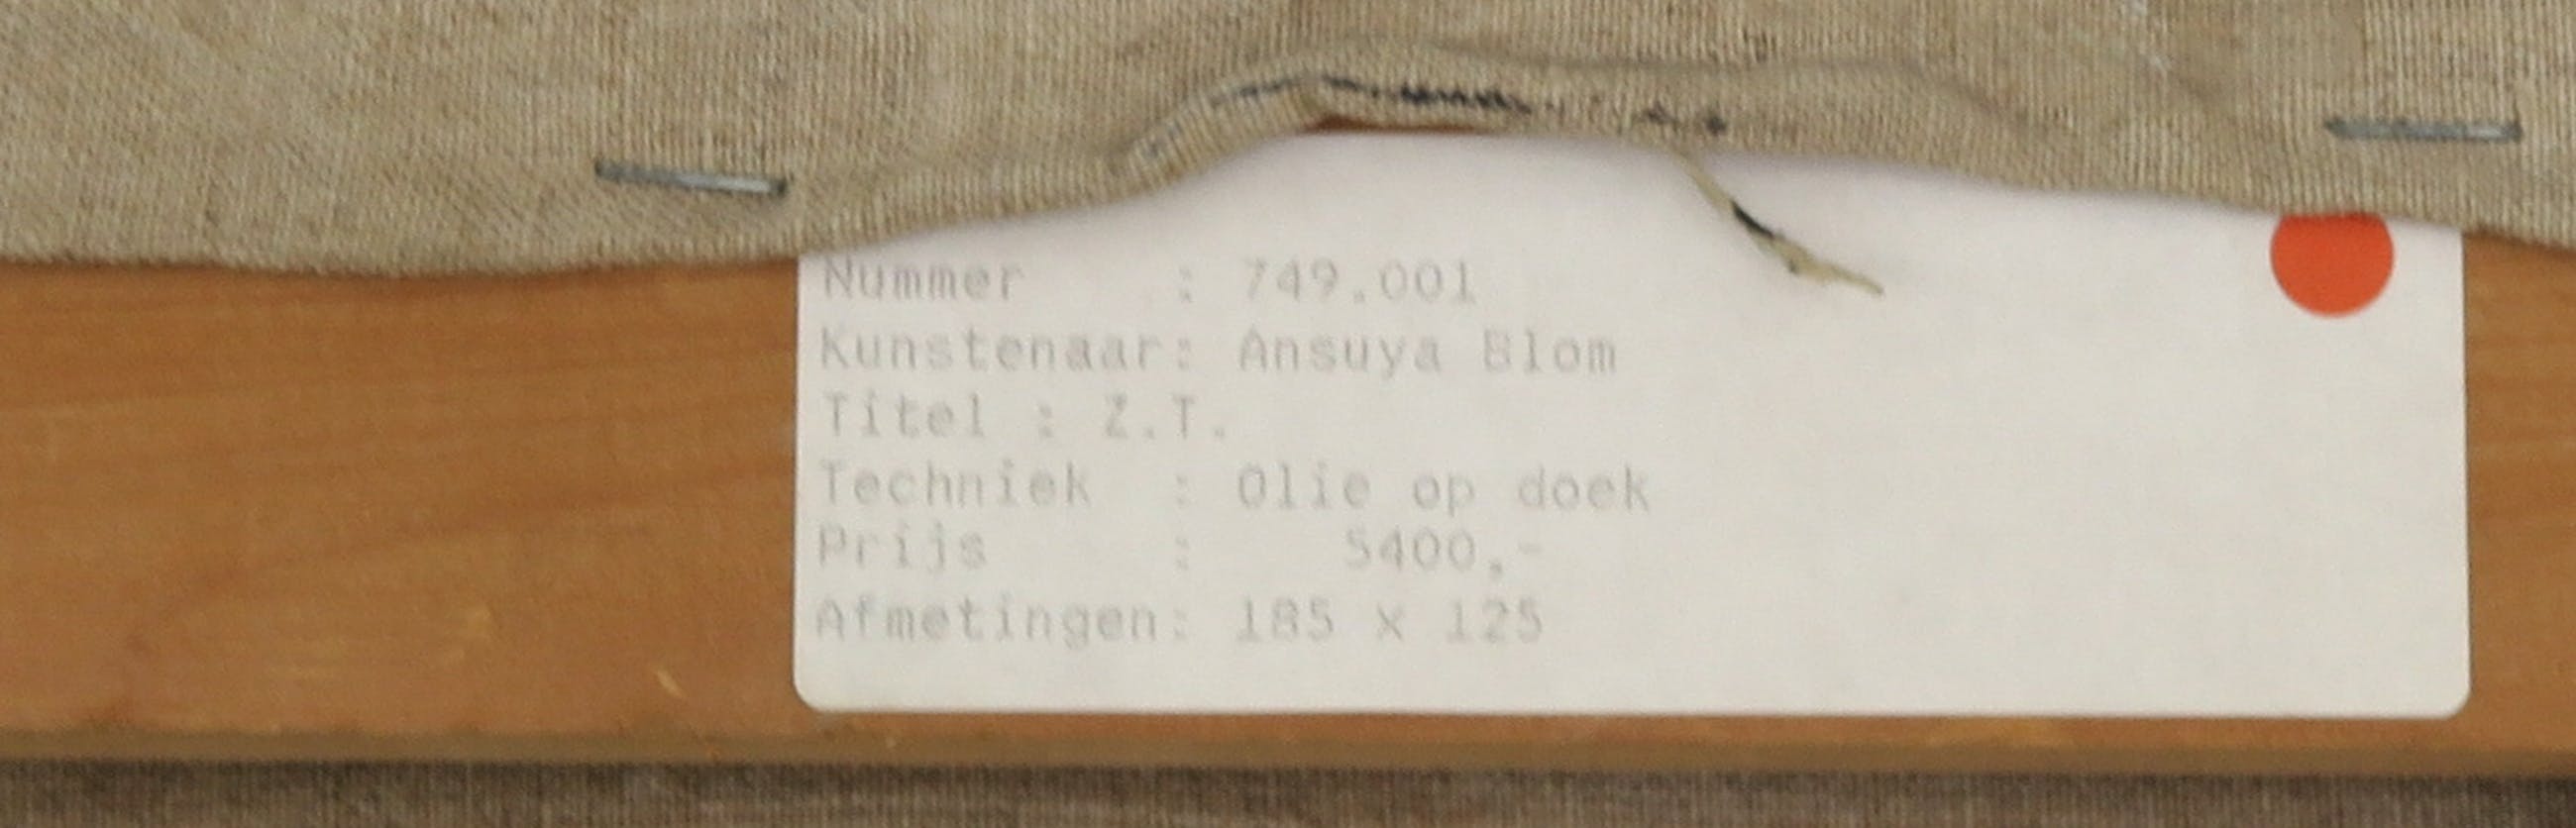 Nummer : 749.001
Kunstenaar: Ansuya Blom
Titel : Z.T.
Techniek : Olie op doek
Prijs : 5400,-
Afmetingen: 185 x 125